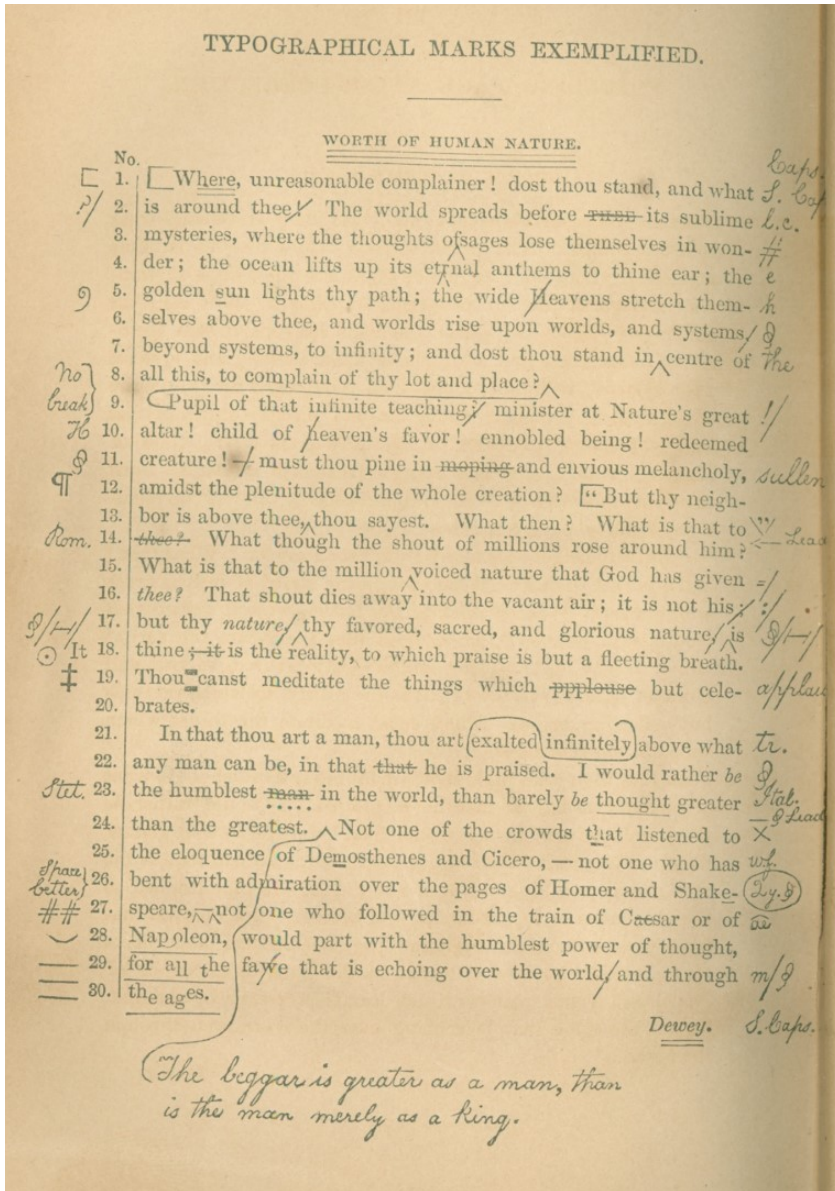 TYPOGRAPHICAL MARKS EXEMPLIFIED.
WORTH OF HUMAN NATURE.
Caps.
No.
1. Where, unreasonable complainer! dost thou stand, and what S. Cap
?/ 2. is around thee! The world spreads before THEE its sublime l.c.
3. mysteries, where the thoughts ofsages lose themselves in won- #
4. der; the ocean lifts up its etrnal anthems to thine ear; the e
9 5. golden sun lights thy path; the wide Heavens stretch them- h
6. selves above thee, and worlds rise upon worlds, and systems,
7. beyond systems, to infinity; and dost thou stand in centre of the
No 8. all this, to complain of thy lot and place?
break 9. Pupil of that infinite teaching? minister at Nature's great !/
H 10. altar! child of heaven's favor! ennobled being! redeemed
11. creature!—must thou pine in moping and envious melancholy, sullen
¶ 12. amidst the plenitude of the whole creation? [“But thy neigh-
13. bor is above thee, thou sayest. What then? What is that to
Rom. 14. thee? What though the shout of millions rose around him? Lead
15. What is that to the million voiced nature that God has given =/
16. thee? That shout dies away into the vacant air; it is not his; :/
17. but thy nature, thy favored, sacred, and glorious nature, is
It 18. thine; it is the reality, to which praise is but a fleeting breath.
‡ 19. Thou canst meditate the things which ppplouse but cele- applau
20. brates.
21. In that thou art a man, thou art exalted infinitely above what tr.
22. any man can be, in that that he is praised. I would rather be
Stet. 23. the humblest man in the world, than barely be thought greater Ital.
24. than the greatest. Not one of the crowds that listened to × Lead
25. the eloquence of Demosthenes and Cicero, — not one who has wf.
Space better 26. bent with admiration over the pages of Homer and Shake- Ly.
## 27. speare,—not one who followed in the train of Caesar or of æ
28. Napoleon, would part with the humblest power of thought,
29. for all the fawe that is echoing over the world, and through m/
30. the ages.
Dewey. S. Caps.
The beggar is greater as a man, than
is the man merely as a king.